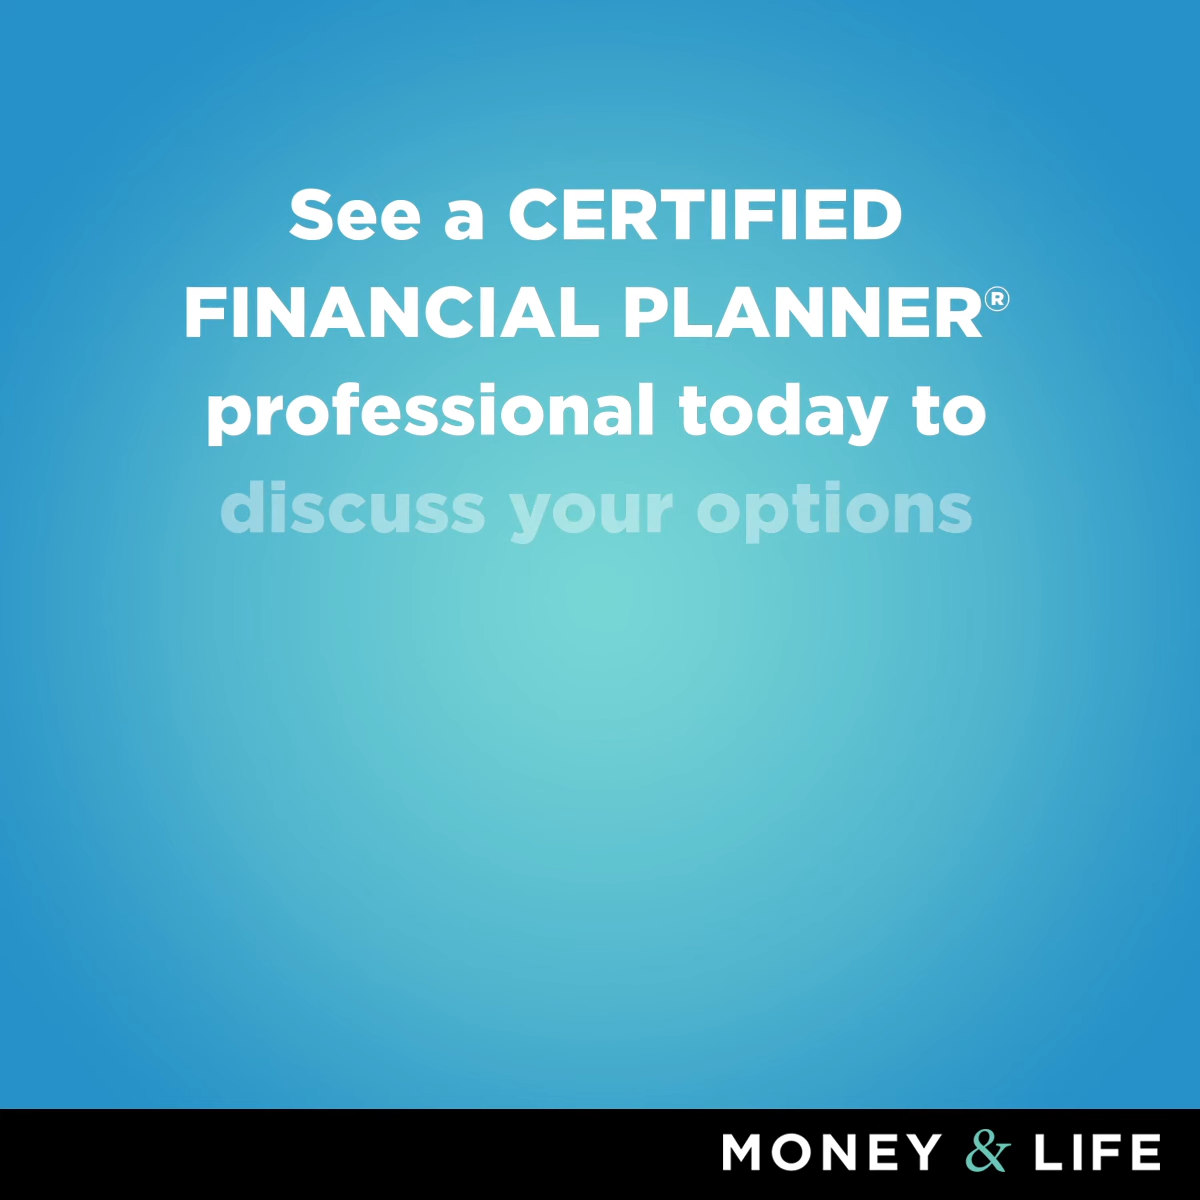 See a CERTIFIED
FINANCIAL PLANNER®
professional today to
discuss your options
MONEY & LIFE